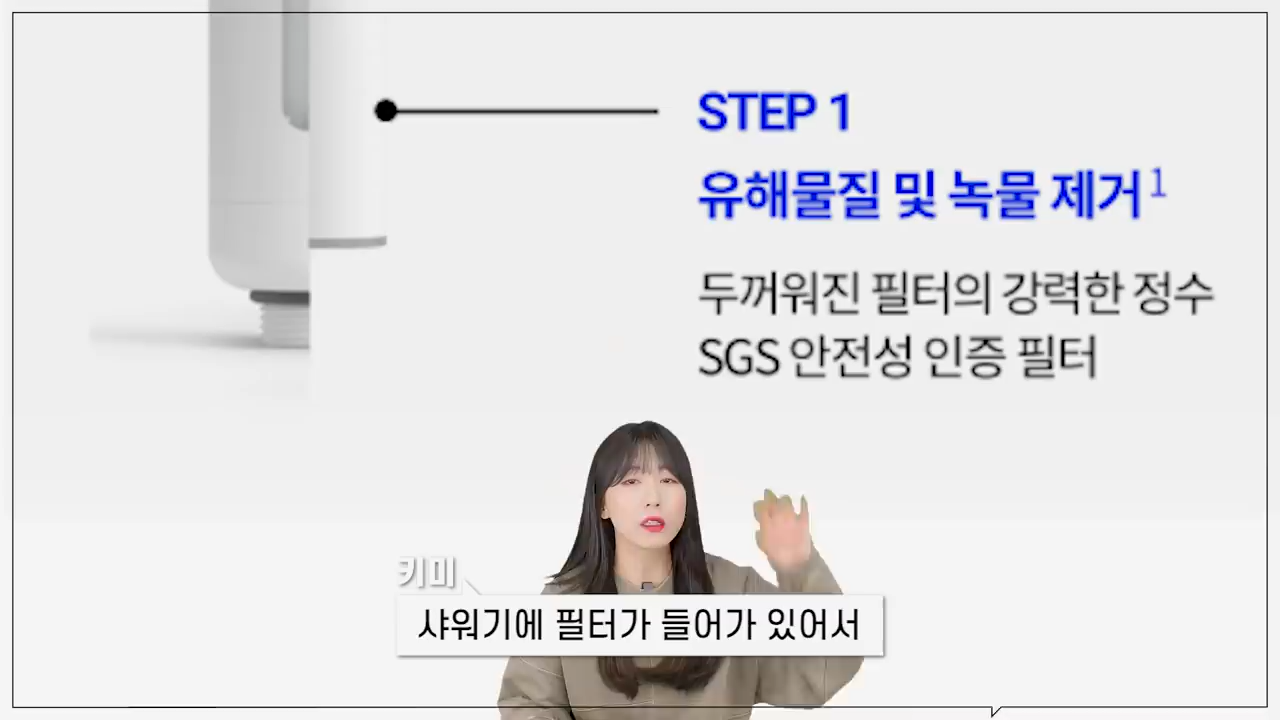 STEP 1
유해물질 및 녹물 제거1
두꺼워진 필터의 강력한 정수
SGS 안전성 인증 필터
키미
샤워기에 필터가 들어가 있어서